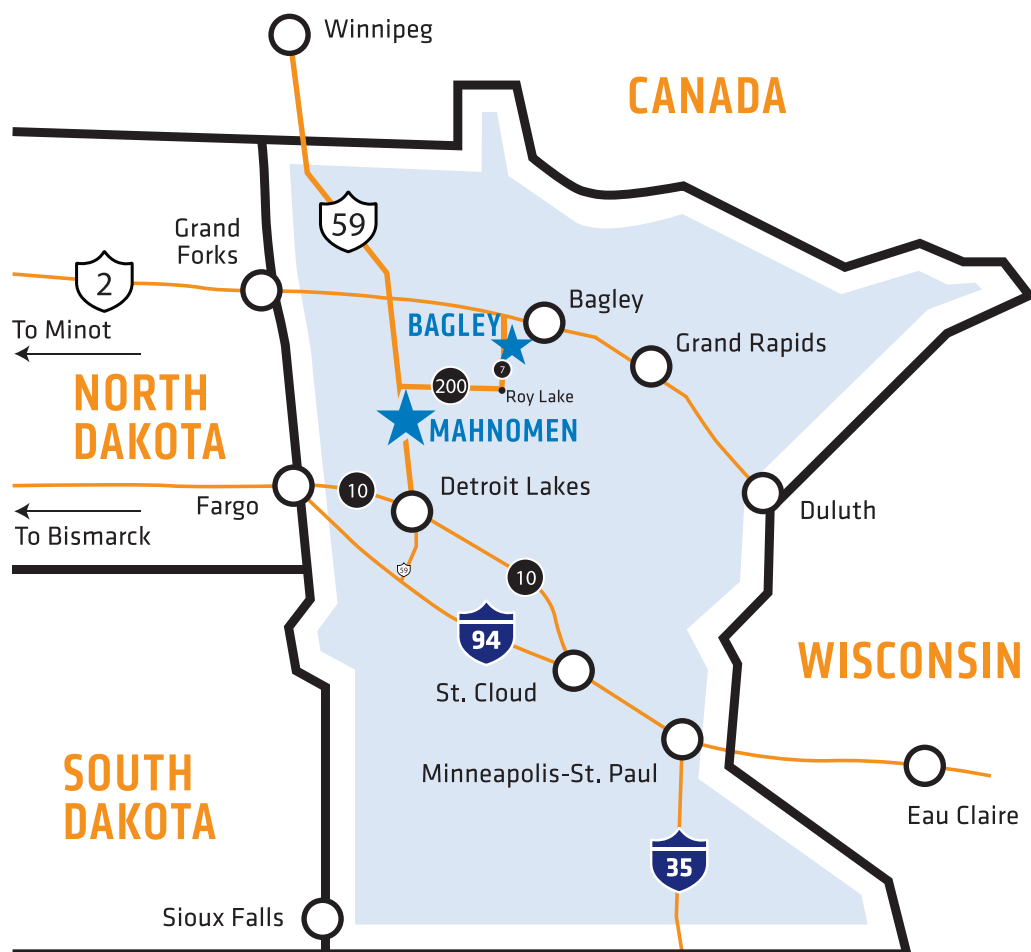 Winnipeg
CANADA
59
Grand
Forks
2
Bagley
BAGLEY
To Minot
Grand Rapids
7
200
Roy Lake
NORTH
DAKOTA
MAHNOMEN
Detroit Lakes
10
Fargo
Duluth
To Bismarck
59
10
94
WISCONSIN
St. Cloud
SOUTH
DAKOTA
Minneapolis-St. Paul
Eau Claire
35
Sioux Falls